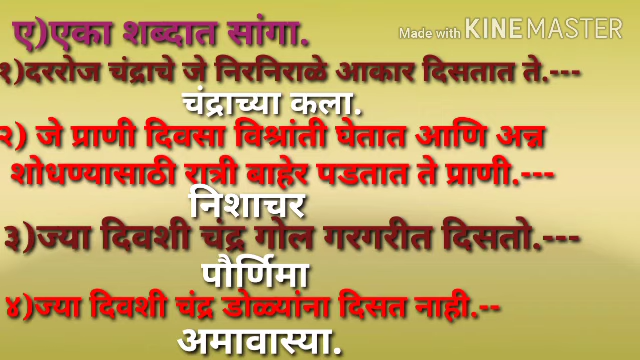 ए)एका शब्दात सांगा.
Made with KINEMASTER
१)दररोज चंद्राचे जे निरनिराळे आकार दिसतात ते.---
चंद्राच्या कला.
२) जे प्राणी दिवसा विश्रांती घेतात आणि अन्न
शोधण्यासाठी रात्री बाहेर पडतात ते प्राणी.---
निशाचर
३)ज्या दिवशी चंद्र गोल गरगरीत दिसतो.---
पौर्णिमा
४)ज्या दिवशी चंद्र डोळ्यांना दिसत नाही.--
अमावास्या.